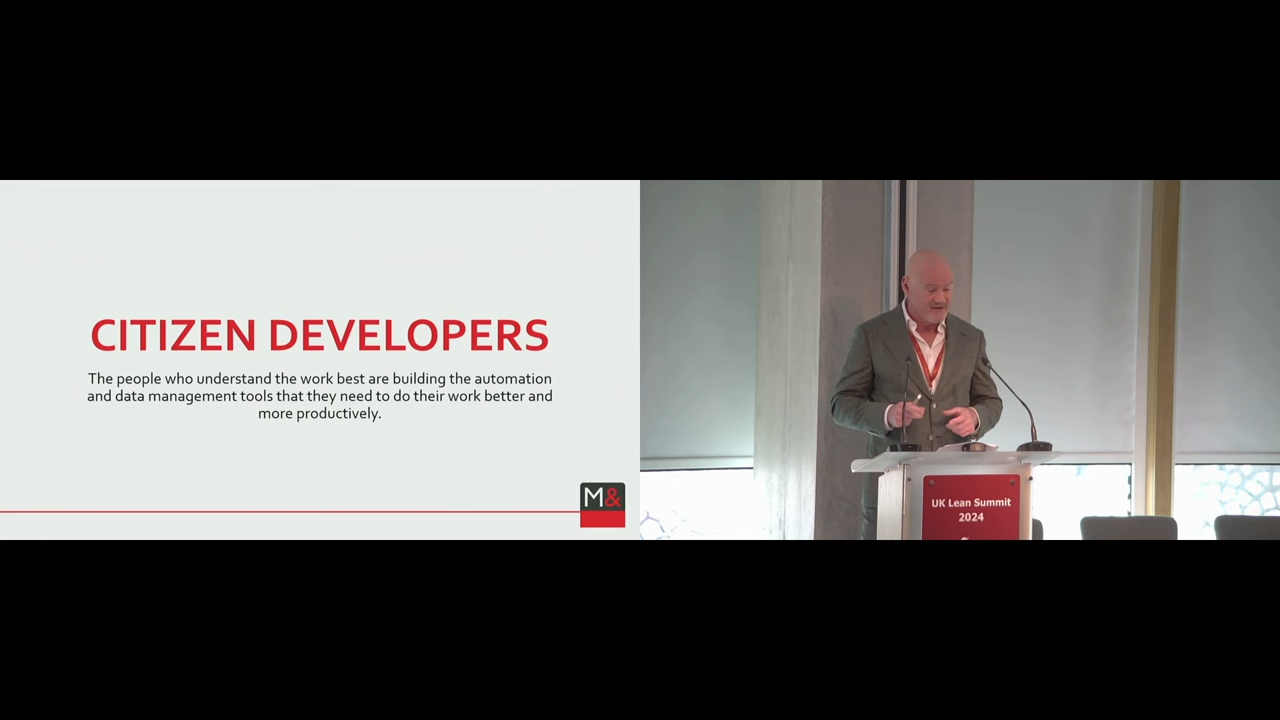 CITIZEN DEVELOPERS
The people who understand the work best are building the automation
and data management tools that they need to do their work better and
more productively.
M&
UK Lean Summit
2024